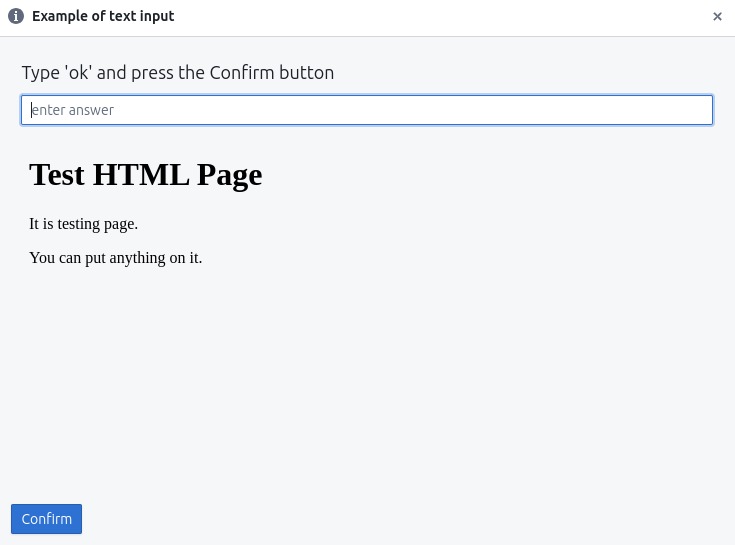 Example of text input
Type 'ok' and press the Confirm button
enter answer
Test HTML Page
It is testing page.
You can put anything on it.
Confirm